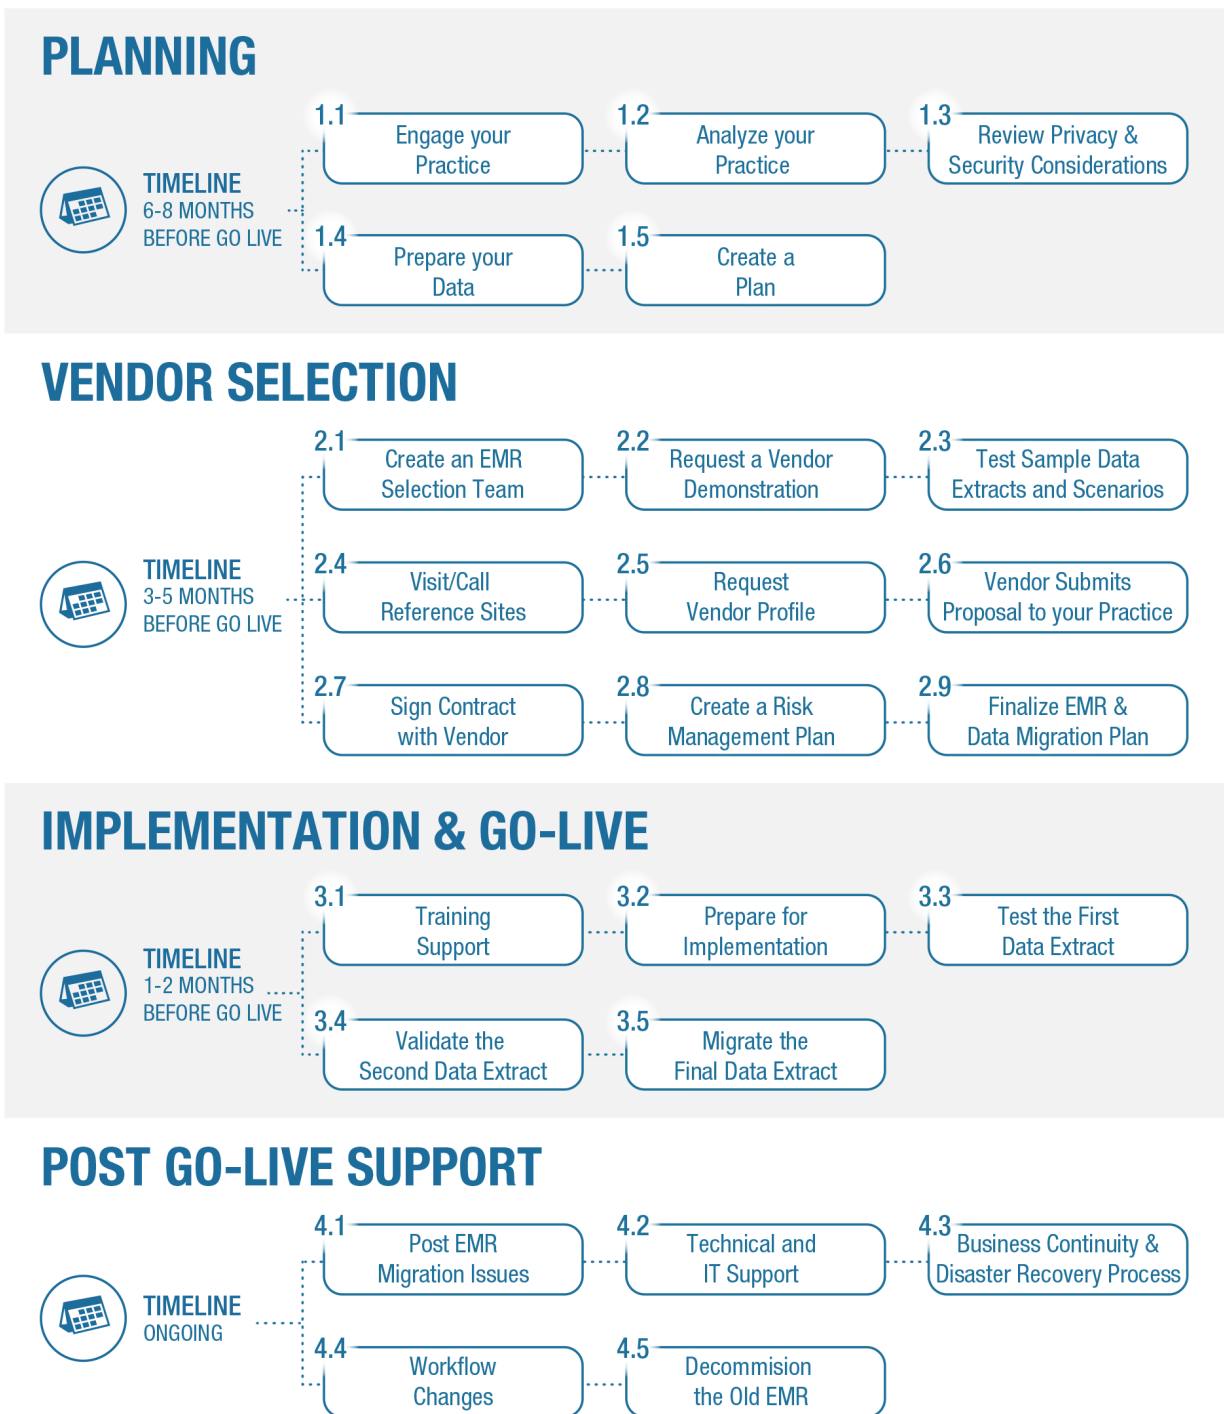 PLANNING
TIMELINE
6-8 MONTHS
BEFORE GO LIVE
1.1
Engage your
Practice
1.2
Analyze your
Practice
1.3
Review Privacy &
Security Considerations
1.4
Prepare your
Data
1.5
Create a
Plan
VENDOR SELECTION
TIMELINE
3-5 MONTHS
BEFORE GO LIVE
2.1
Create an EMR
Selection Team
2.2
Request a Vendor
Demonstration
2.3
Test Sample Data
Extracts and Scenarios
2.4
Visit/Call
Reference Sites
2.5
Request
Vendor Profile
2.6
Vendor Submits
Proposal to your Practice
2.7
Sign Contract
with Vendor
2.8
Create a Risk
Management Plan
2.9
Finalize EMR &
Data Migration Plan
IMPLEMENTATION & GO-LIVE
TIMELINE
1-2 MONTHS
BEFORE GO LIVE
3.1
Training
Support
3.2
Prepare for
Implementation
3.3
Test the First
Data Extract
3.4
Validate the
Second Data Extract
3.5
Migrate the
Final Data Extract
POST GO-LIVE SUPPORT
TIMELINE
ONGOING
4.1
Post EMR
Migration Issues
4.2
Technical and
IT Support
4.3
Business Continuity &
Disaster Recovery Process
4.4
Workflow
Changes
4.5
Decommision
the Old EMR